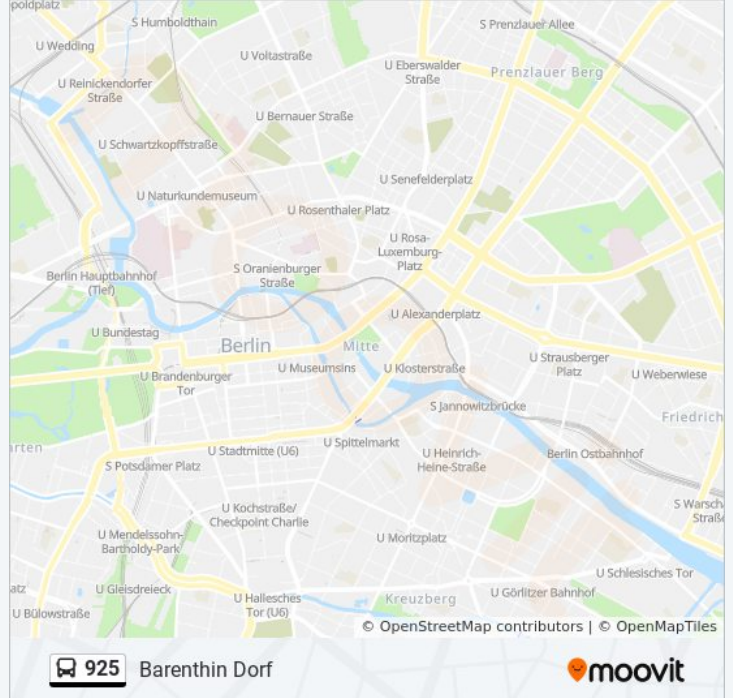 poldplatz
S Humboldthain
S Prenzlauer Allee
U Wedding
U Voltastraße
U Eberswalder
Straße
Prenzlauer Berg
U Reinickendorfer
Straße
U Bernauer Straße
U Schwartzkopffstraße
U Senefelderplatz
U Naturkundemuseum
U Rosenthaler Platz
U Rosa-
Luxemburg-
Platz
S Oranienburger
Straße
Berlin Hauptbahnhof
(Tief)
U Alexanderplatz
U Bundestag
Berlin
Mitte
U Museumsins
U Klosterstraße
U Strausberger
Platz
U Weberwiese
U Brandenburger
Tor
S Jannowitzbrücke
Friedrich
arten
U Spittelmarkt
U Stadtmitte (U6)
U Heinrich-
Heine-Straße
Berlin Ostbahnhof
S Potsdamer Platz
S Warsch
Straße
U Kochstraße/
Checkpoint Charlie
U Mendelssohn-
Bartholdy-Park
U Moritzplatz
U Schlesisches Tor
atz
U Gleisdreieck
U Hallesches
Tor (U6)
Kreuzberg
U Görlitzer Bahnhof
U Bülowstraße
© OpenStreetMap contributors | © OpenMapTiles
925 Barenthin Dorf
moovit